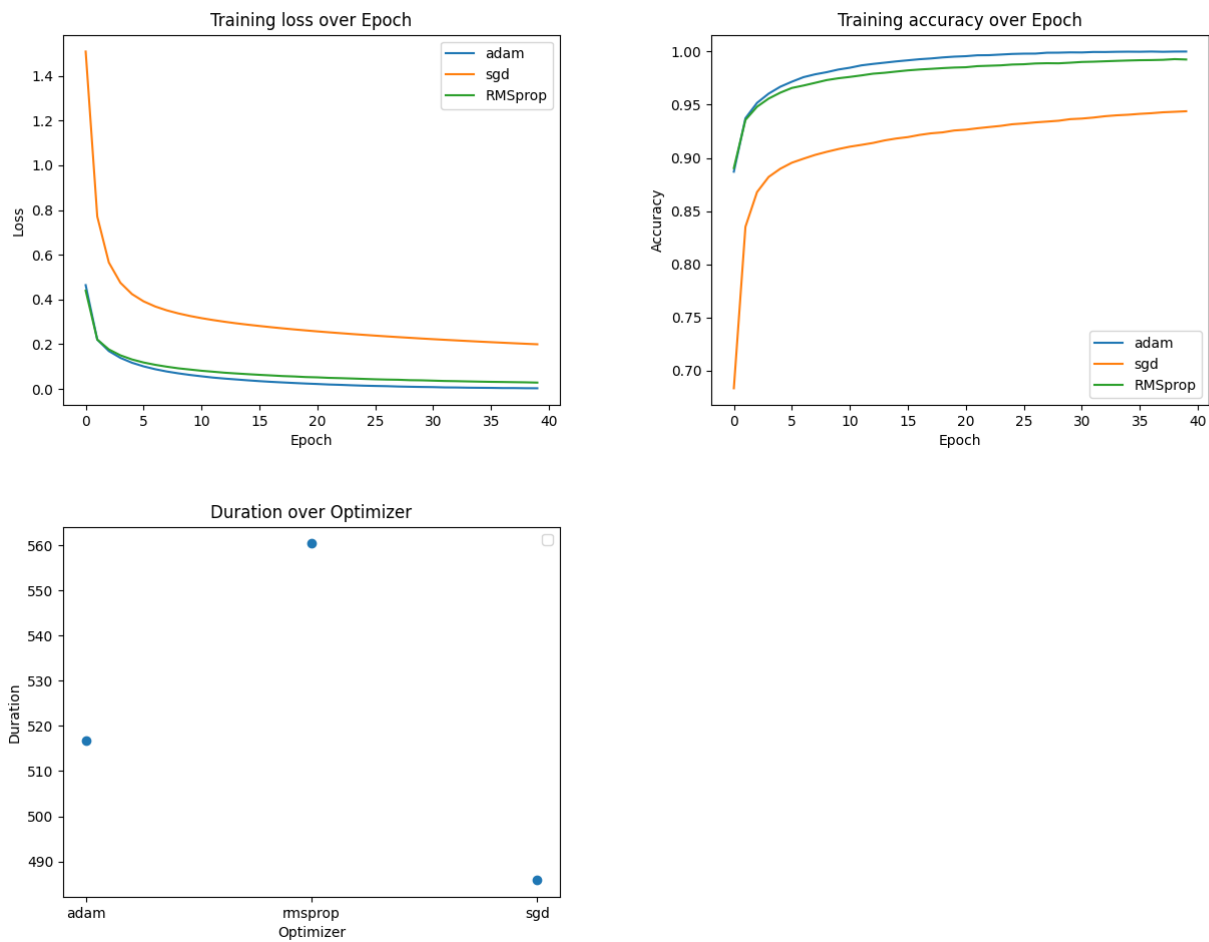 Training loss over Epoch
1.4
1.2
1.0
0.8
0.6
0.4
0.2
0.0
Loss
adam
sgd
RMSprop
0 5 10 15 20 25 30 35 40
Epoch
Training accuracy over Epoch
1.00
0.95
0.90
0.85
0.80
0.75
0.70
Accuracy
adam
sgd
RMSprop
0 5 10 15 20 25 30 35 40
Epoch
Duration over Optimizer
560
550
540
530
520
510
500
490
Duration
adam rmsprop sgd
Optimizer